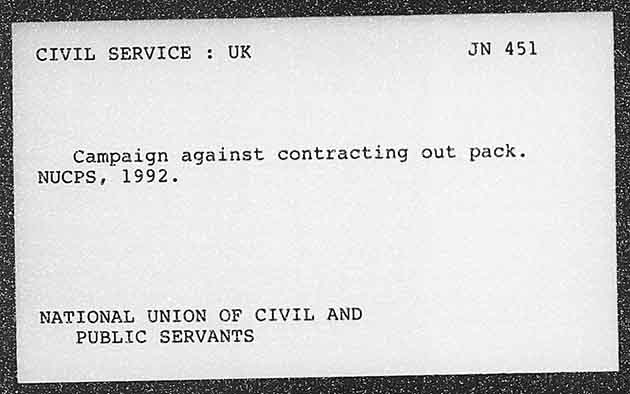 CIVIL SERVICE : UK JN 451
Campaign against contracting out pack.
NUCPS, 1992.
NATIONAL UNION OF CIVIL AND
PUBLIC SERVANTS